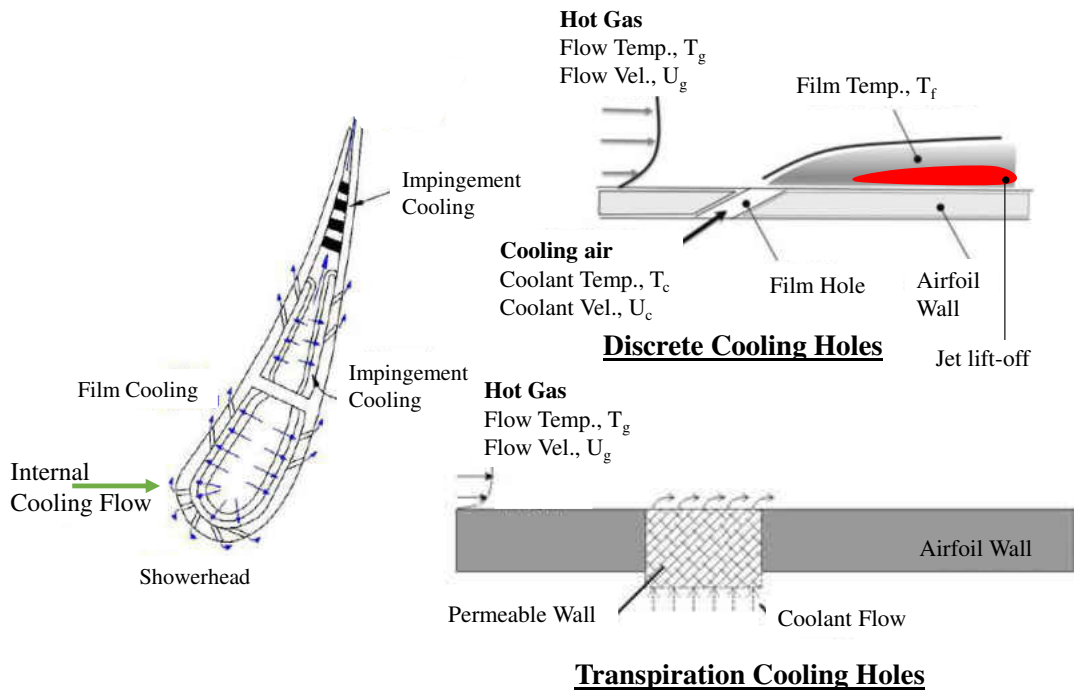 Impingement
Cooling
Film Cooling
Impingement
Cooling
Internal
Cooling Flow
Showerhead
Hot Gas
Flow Temp., Tg
Flow Vel., Ug
Film Temp., Tf
Cooling air
Coolant Temp., Tc
Coolant Vel., Uc
Film Hole
Airfoil
Wall
Discrete Cooling Holes
Jet lift-off
Hot Gas
Flow Temp., Tg
Flow Vel., Ug
Airfoil Wall
Permeable Wall
Coolant Flow
Transpiration Cooling Holes